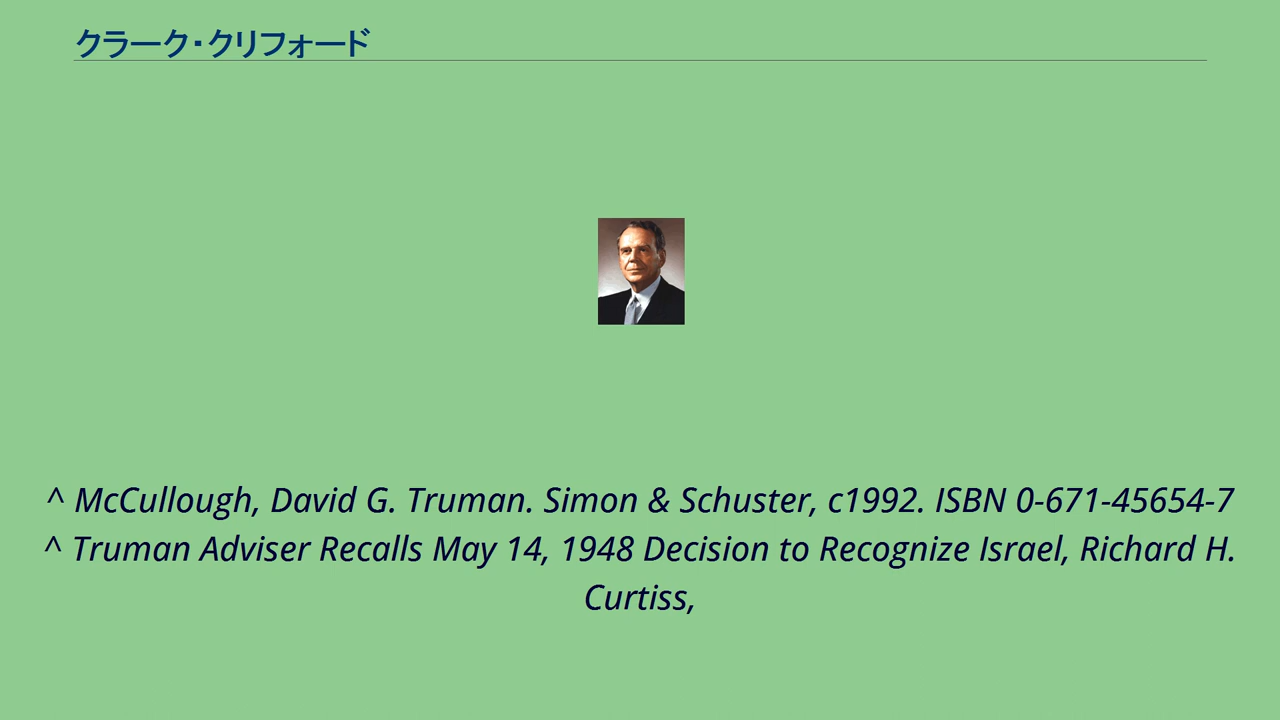 クラーク・クリフォード
^ McCullough, David G. Truman. Simon & Schuster, c1992. ISBN 0-671-45654-7
^ Truman Adviser Recalls May 14, 1948 Decision to Recognize Israel, Richard H.
Curtiss,